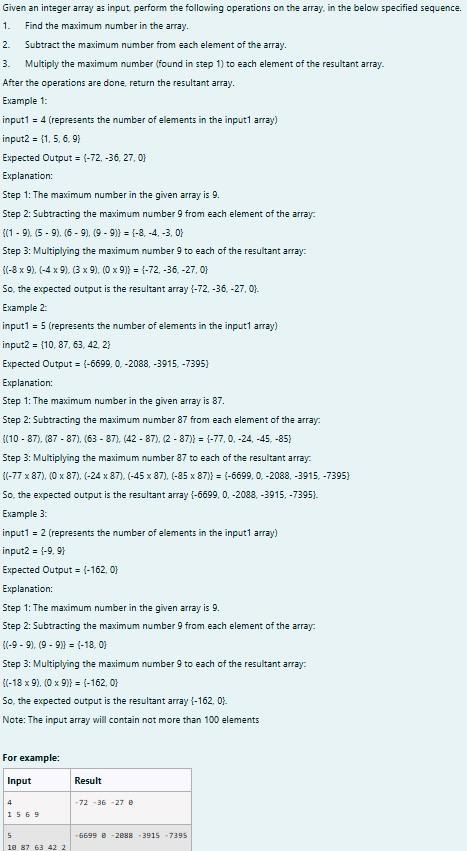 Given an integer array as input, perform the following operations on the array, in the below specified sequence.
1. Find the maximum number in the array.
2. Subtract the maximum number from each element of the array.
3. Multiply the maximum number (found in step 1) to each element of the resultant array.
After the operations are done, return the resultant array.
Example 1:
input1 = 4 (represents the number of elements in the input1 array)
input2 = {1, 5, 6, 9}
Expected Output = {-72, -36, 27, 0}
Explanation:
Step 1: The maximum number in the given array is 9.
Step 2: Subtracting the maximum number 9 from each element of the array:
{(1 - 9), (5 - 9), (6 - 9), (9 - 9)} = {-8, -4, -3, 0}
Step 3: Multiplying the maximum number 9 to each of the resultant array:
{(-8 x 9), (-4 x 9), (3 x 9), (0 x 9)} = {-72, -36, -27, 0}
So, the expected output is the resultant array {-72, -36, -27, 0}.
Example 2:
input1 = 5 (represents the number of elements in the input1 array)
input2 = {10, 87, 63, 42, 2}
Expected Output = {-6699, 0, -2088, -3915, -7395}
Explanation:
Step 1: The maximum number in the given array is 87.
Step 2: Subtracting the maximum number 87 from each element of the array:
{(10 - 87), (87 - 87), (63 - 87), (42 - 87), (2 - 87)} = {-77, 0, -24, -45, -85}
Step 3: Multiplying the maximum number 87 to each of the resultant array:
{(-77 x 87), (0 x 87), (-24 x 87), (-45 x 87), (-85 x 87)} = {-6699, 0, -2088, -3915, -7395}
So, the expected output is the resultant array {-6699, 0, -2088, -3915, -7395}.
Example 3:
input1 = 2 (represents the number of elements in the input1 array)
input2 = {-9, 9}
Expected Output = {-162, 0}
Explanation:
Step 1: The maximum number in the given array is 9.
Step 2: Subtracting the maximum number 9 from each element of the array:
{(-9 - 9), (9 - 9)} = {-18, 0}
Step 3: Multiplying the maximum number 9 to each of the resultant array:
{(-18 x 9), (0 x 9)} = {-162, 0}
So, the expected output is the resultant array {-162, 0}.
Note: The input array will contain not more than 100 elements
For example:
Input Result
4 -72 -36 -27 0
1 5 6 9
5 -6699 0 -2088 -3915 -7395
10 87 63 42 2